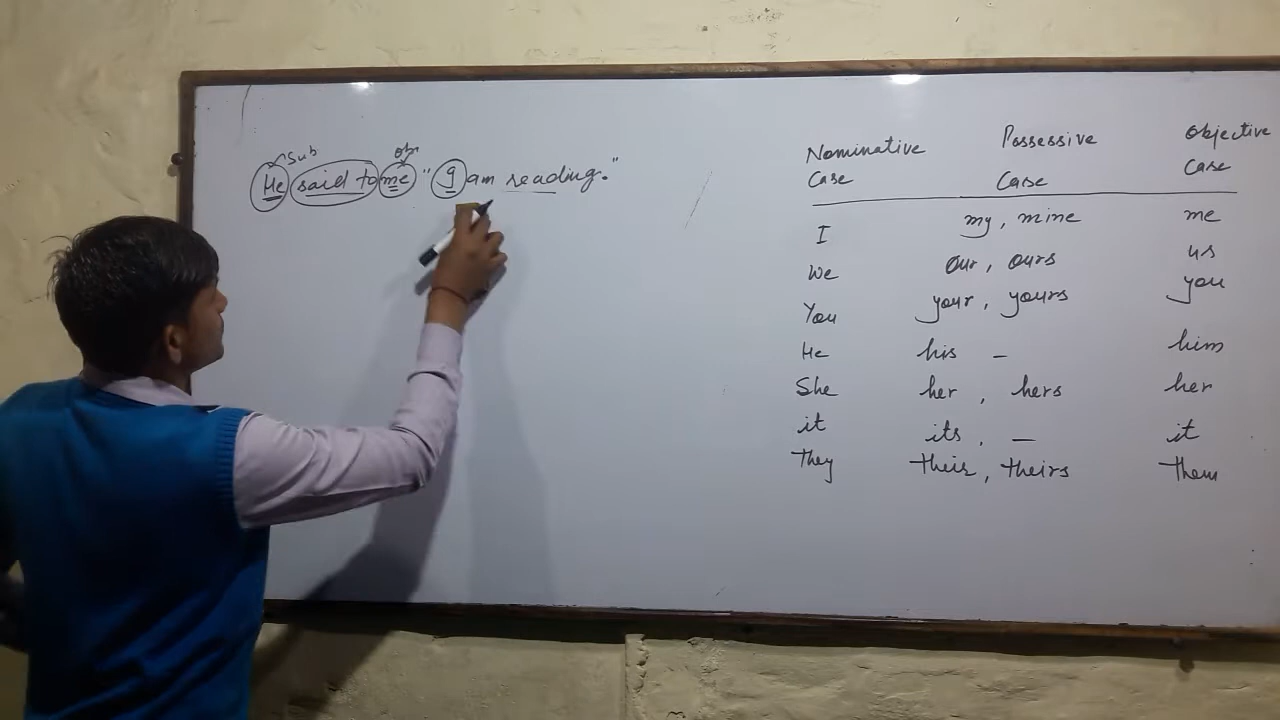 Sub Obj
He said to me "I am reading."
Nominative Case Possessive Case Objective Case
I my, mine me
We our, ours us
You your, yours you
He his - him
She her, hers her
it its, - it
They their, theirs them